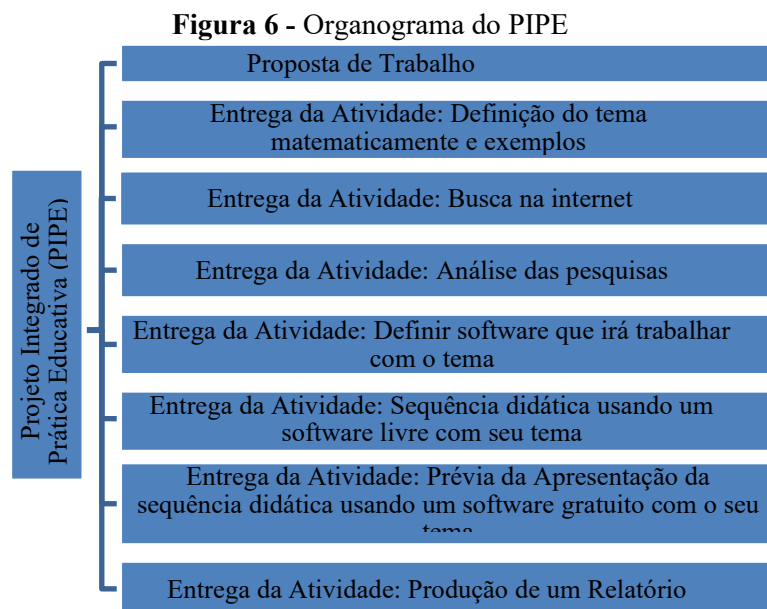 Figura 6 - Organograma do PIPE
Projeto Integrado de
Prática Educativa (PIPE)
Proposta de Trabalho
Entrega da Atividade: Definição do tema
matematicamente e exemplos
Entrega da Atividade: Busca na internet
Entrega da Atividade: Análise das pesquisas
Entrega da Atividade: Definir software que irá trabalhar
com o tema
Entrega da Atividade: Sequência didática usando um
software livre com seu tema
Entrega da Atividade: Prévia da Apresentação da
sequência didática usando um software gratuito com o seu
tema
Entrega da Atividade: Produção de um Relatório